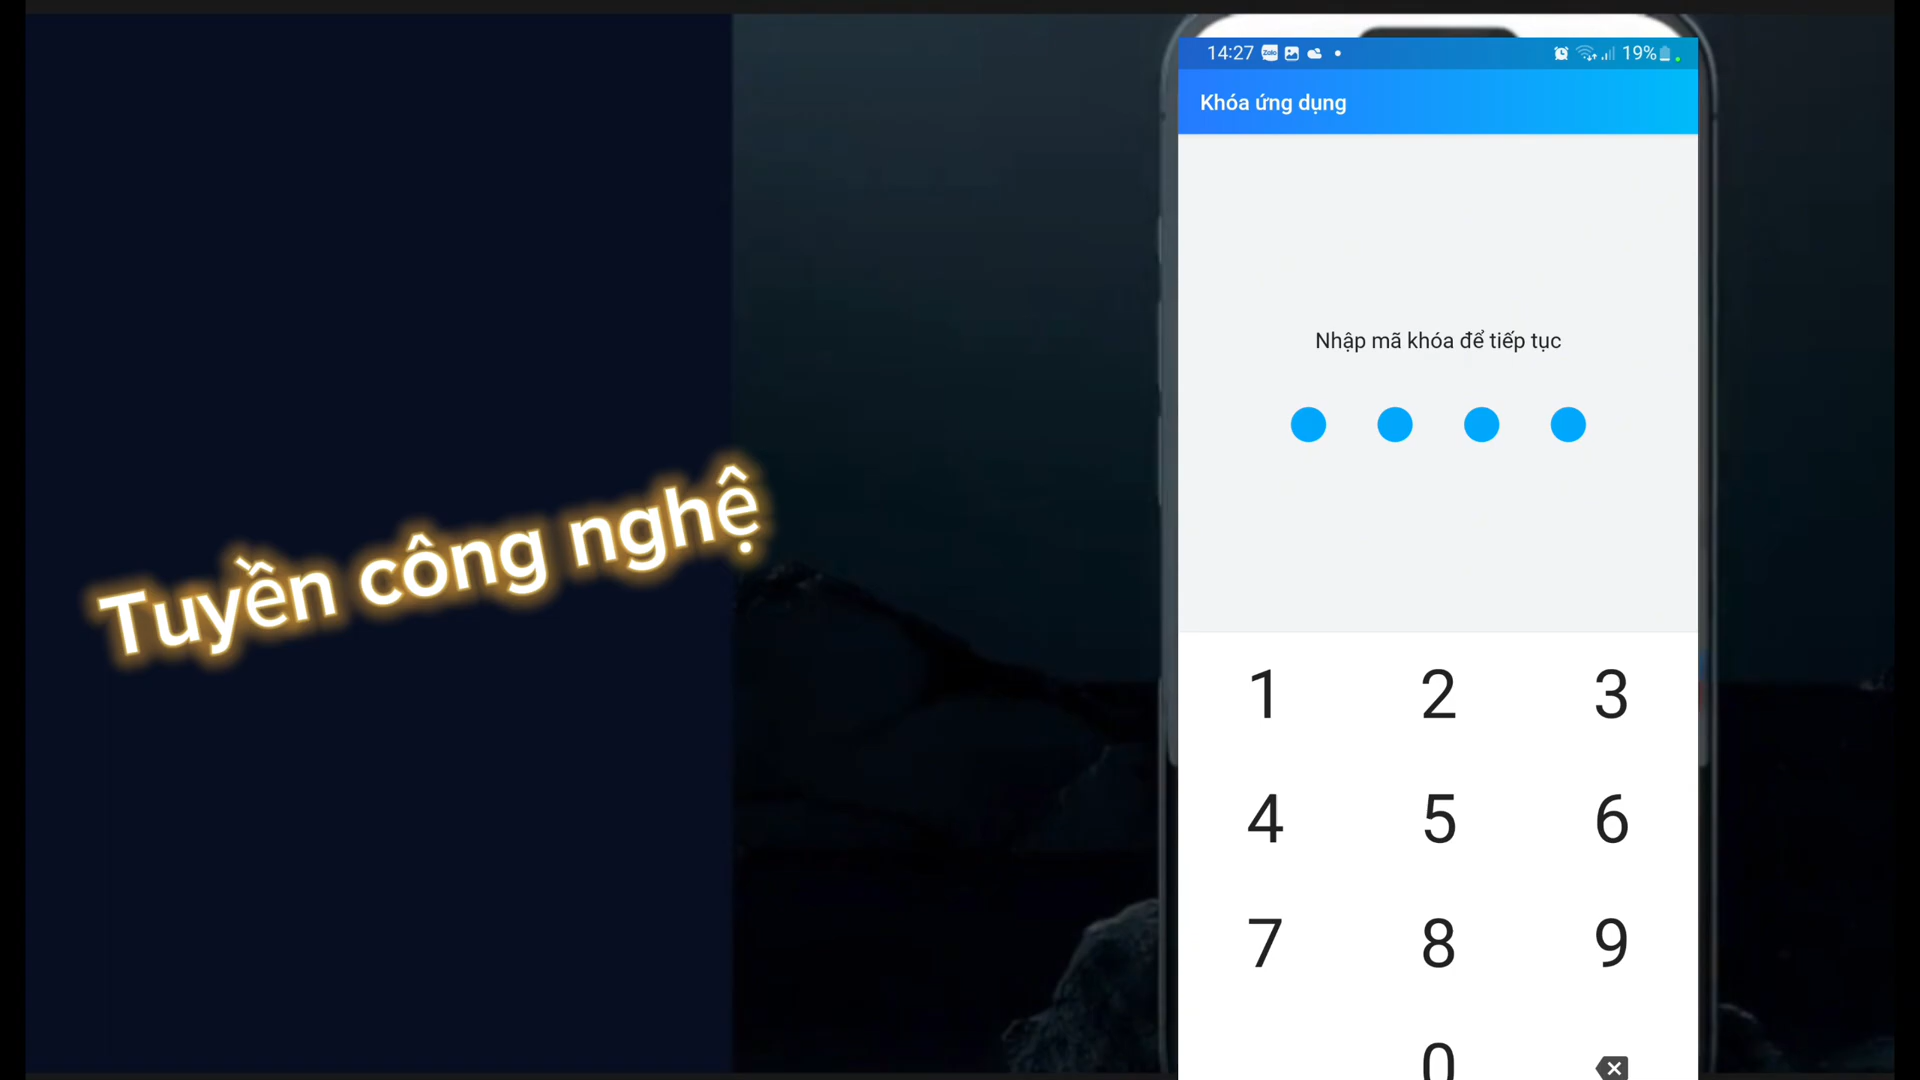 14:27 Zalo 19%
Khóa ứng dụng
Nhập mã khóa để tiếp tục
Tuyền công nghệ
1 2 3
4 5 6
7 8 9
0